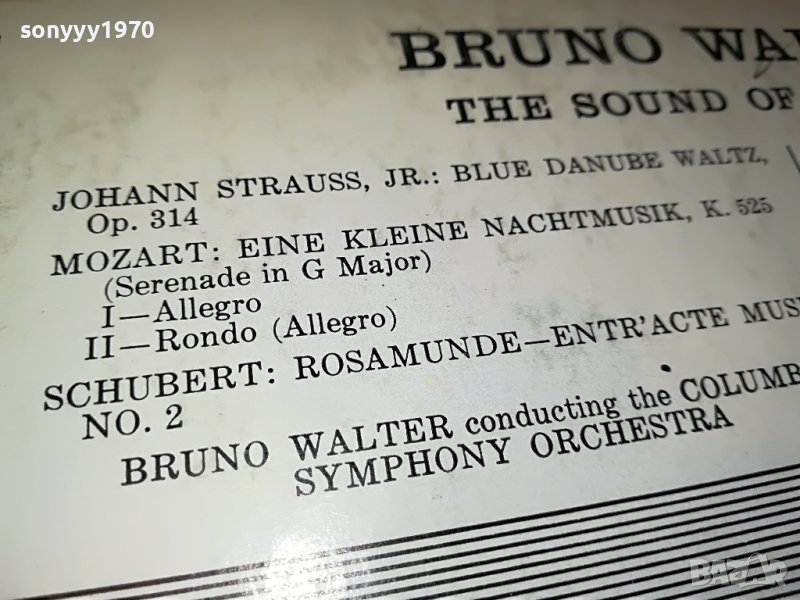 sonyyy1970
BRUNO WA
THE SOUND OF
JOHANN STRAUSS, JR.: BLUE DANUBE WALTZ,
Op. 314
MOZART: EINE KLEINE NACHTMUSIK, K. 525
(Serenade in G Major)
I—Allegro
II—Rondo (Allegro)
SCHUBERT: ROSAMUNDE—ENTR'ACTE MUSI
NO. 2
BRUNO WALTER conducting the COLUMB
SYMPHONY ORCHESTRA
BAZAR